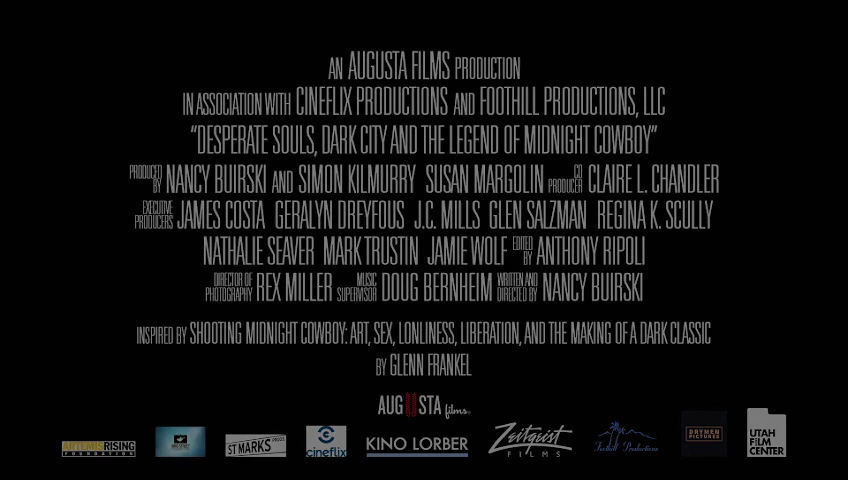 AN AUGUSTA FILMS PRODUCTION
IN ASSOCIATION WITH CINEFLIX PRODUCTIONS AND FOOTHILL PRODUCTIONS, LLC
“DESPERATE SOULS, DARK CITY AND THE LEGEND OF MIDNIGHT COWBOY”
PRODUCED BY NANCY BUIRSKI AND SIMON KILMURRY SUSAN MARGOLIN CO PRODUCER CLAIRE L. CHANDLER
EXECUTIVE PRODUCERS JAMES COSTA GERALYN DREYFOUS J.C. MILLS GLEN SALZMAN REGINA K. SCULLY
NATHALIE SEAVER MARK TRUSTIN JAMIE WOLF EDITED BY ANTHONY RIPOLI
DIRECTOR OF PHOTOGRAPHY REX MILLER MUSIC SUPERVISOR DOUG BERNHEIM WRITTEN AND DIRECTED BY NANCY BUIRSKI
INSPIRED BY SHOOTING MIDNIGHT COWBOY: ART, SEX, LONLINESS, LIBERATION, AND THE MAKING OF A DARK CLASSIC
BY GLENN FRANKEL
AUGUSTA films
ARTEMIS RISING FOUNDATION
ST MARKS
cineflix
KINO LORBER
Zeitgeist FILMS
Foothill Productions
DRYMEN PICTURES
UTAH FILM CENTER